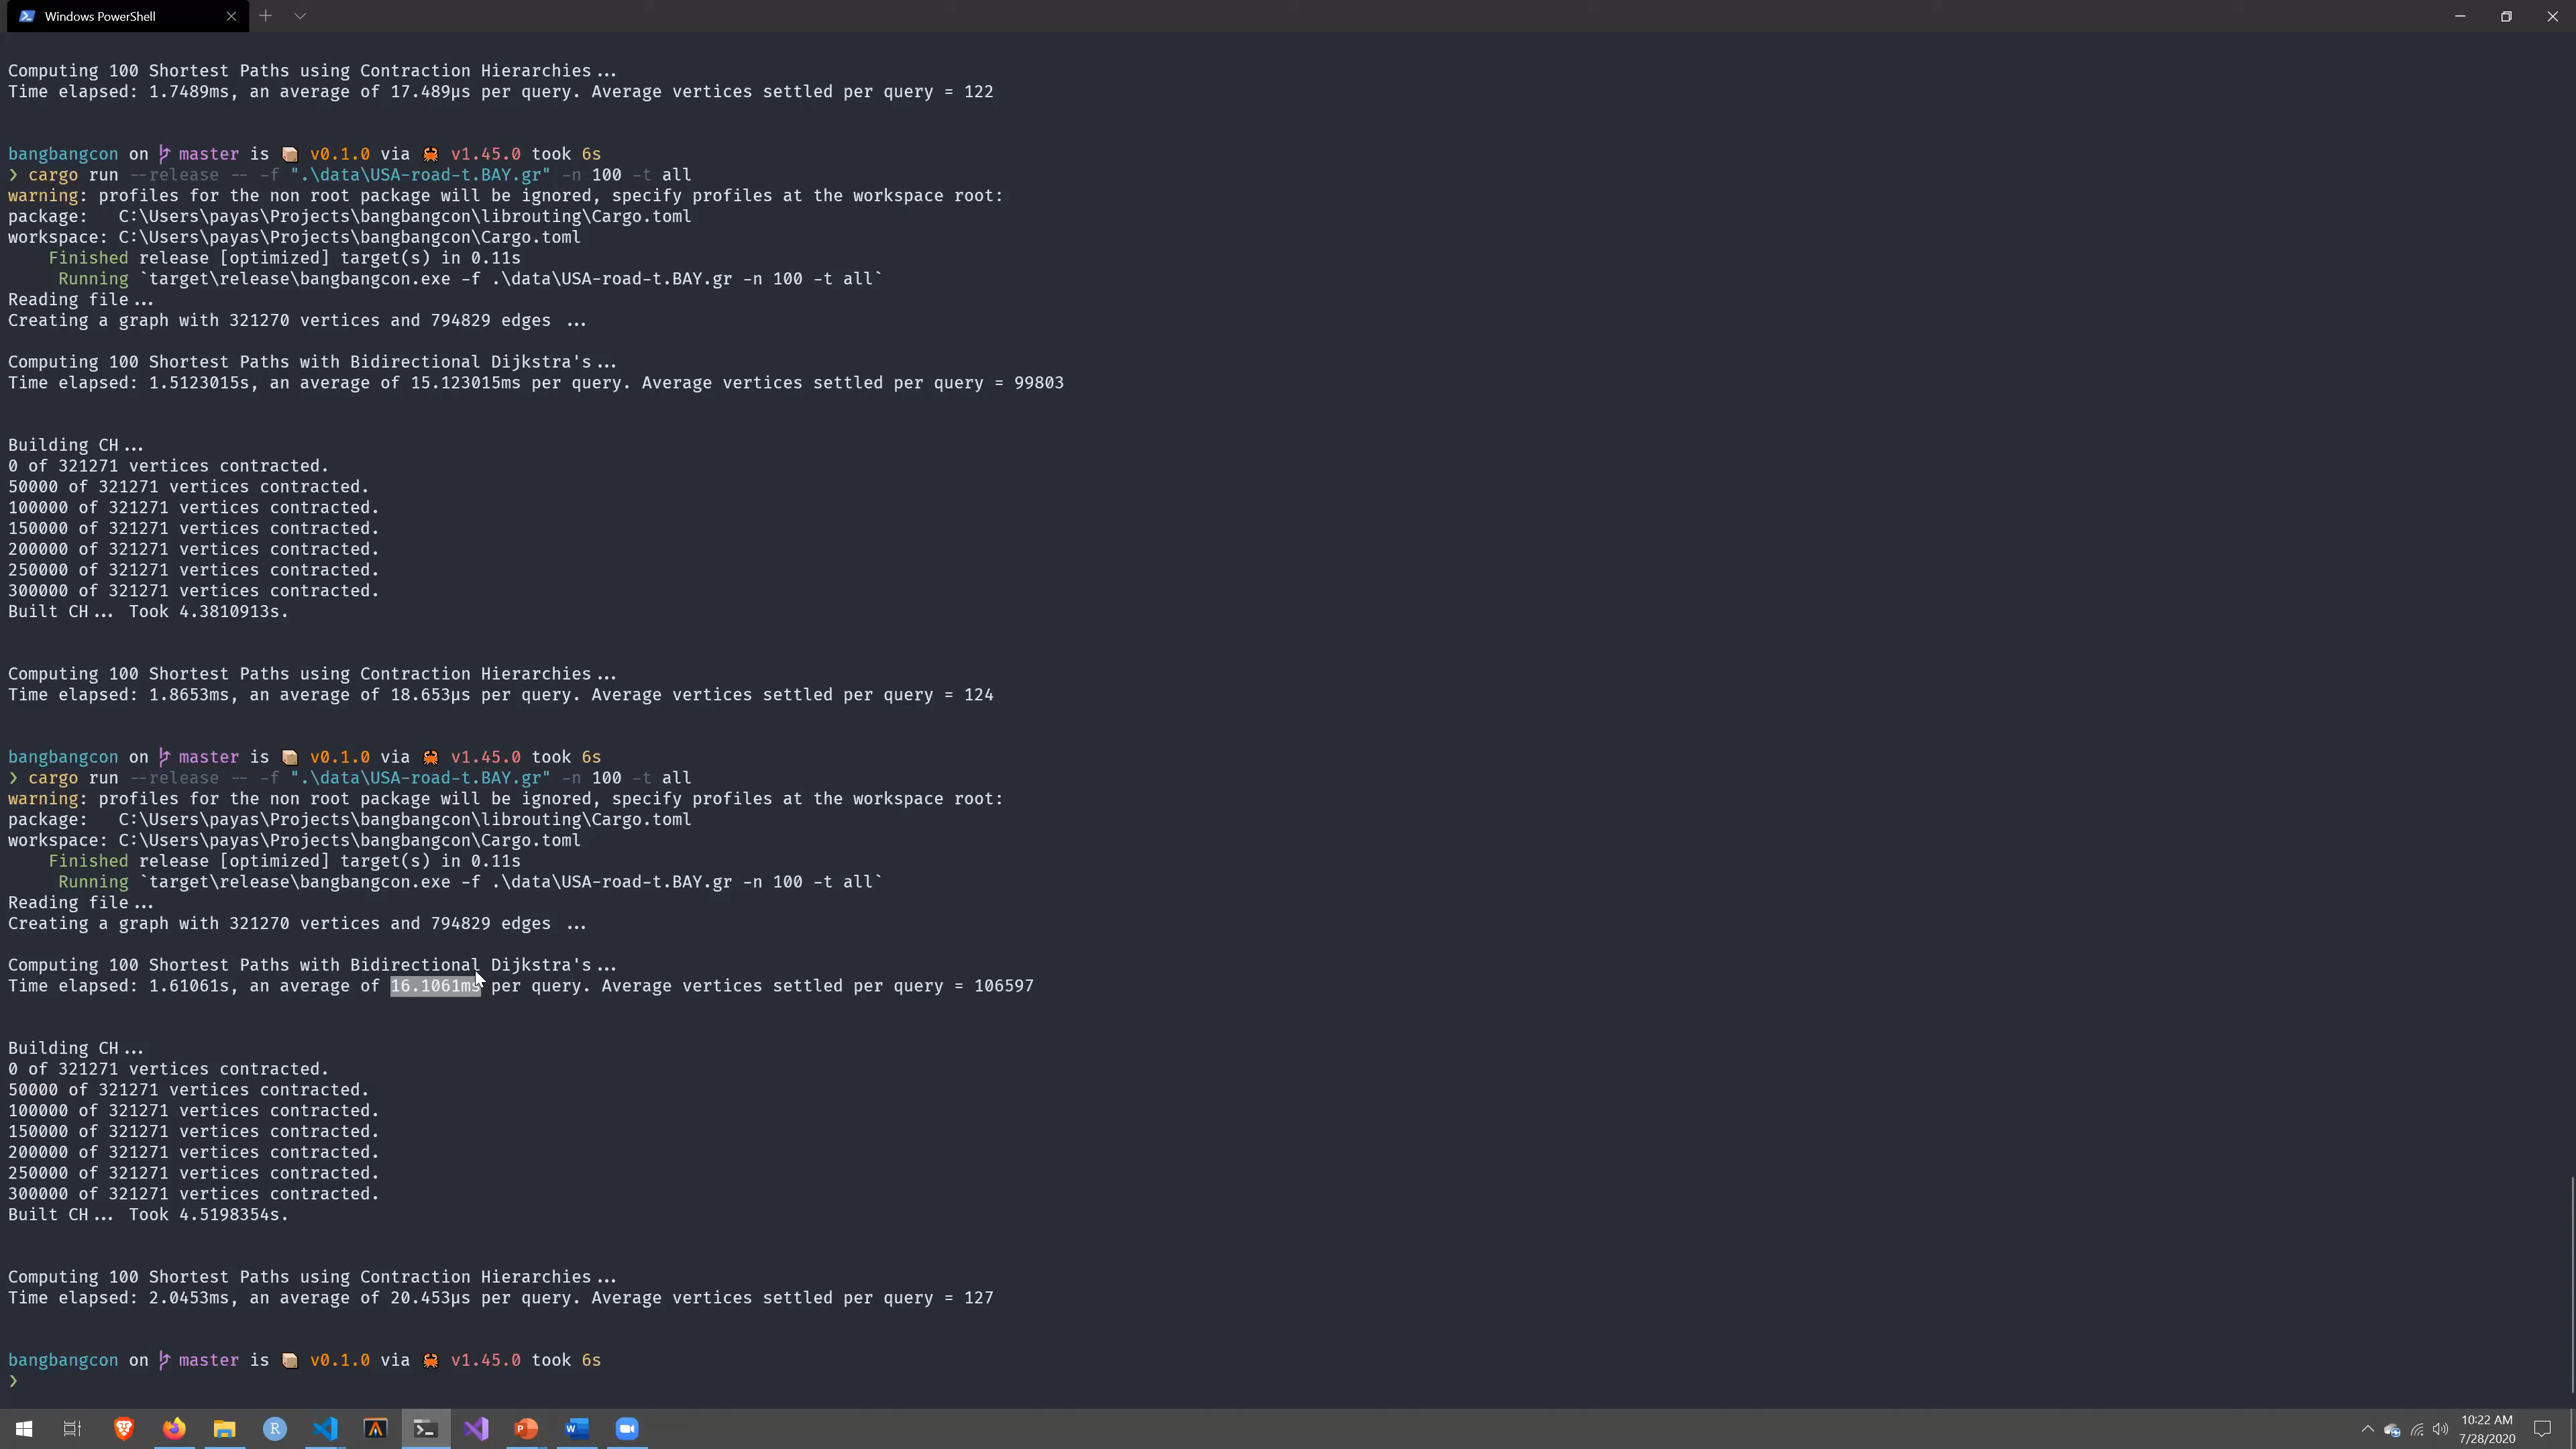 Windows PowerShell
Computing 100 Shortest Paths using Contraction Hierarchies...
Time elapsed: 1.7489ms, an average of 17.489µs per query. Average vertices settled per query = 122
bangbangcon on master is v0.1.0 via v1.45.0 took 6s
❯ cargo run --release -- -f ".\data\USA-road-t.BAY.gr" -n 100 -t all
warning: profiles for the non root package will be ignored, specify profiles at the workspace root:
package:   C:\Users\payas\Projects\bangbangcon\librouting\Cargo.toml
workspace: C:\Users\payas\Projects\bangbangcon\Cargo.toml
Finished release [optimized] target(s) in 0.11s
Running `target\release\bangbangcon.exe -f .\data\USA-road-t.BAY.gr -n 100 -t all`
Reading file...
Creating a graph with 321270 vertices and 794829 edges ...
Computing 100 Shortest Paths with Bidirectional Dijkstra's...
Time elapsed: 1.5123015s, an average of 15.123015ms per query. Average vertices settled per query = 99803
Building CH...
0 of 321271 vertices contracted.
50000 of 321271 vertices contracted.
100000 of 321271 vertices contracted.
150000 of 321271 vertices contracted.
200000 of 321271 vertices contracted.
250000 of 321271 vertices contracted.
300000 of 321271 vertices contracted.
Built CH... Took 4.3810913s.
Computing 100 Shortest Paths using Contraction Hierarchies...
Time elapsed: 1.8653ms, an average of 18.653µs per query. Average vertices settled per query = 124
bangbangcon on master is v0.1.0 via v1.45.0 took 6s
❯ cargo run --release -- -f ".\data\USA-road-t.BAY.gr" -n 100 -t all
warning: profiles for the non root package will be ignored, specify profiles at the workspace root:
package:   C:\Users\payas\Projects\bangbangcon\librouting\Cargo.toml
workspace: C:\Users\payas\Projects\bangbangcon\Cargo.toml
Finished release [optimized] target(s) in 0.11s
Running `target\release\bangbangcon.exe -f .\data\USA-road-t.BAY.gr -n 100 -t all`
Reading file...
Creating a graph with 321270 vertices and 794829 edges ...
Computing 100 Shortest Paths with Bidirectional Dijkstra's...
Time elapsed: 1.61061s, an average of 16.1061ms per query. Average vertices settled per query = 106597
Building CH...
0 of 321271 vertices contracted.
50000 of 321271 vertices contracted.
100000 of 321271 vertices contracted.
150000 of 321271 vertices contracted.
200000 of 321271 vertices contracted.
250000 of 321271 vertices contracted.
300000 of 321271 vertices contracted.
Built CH... Took 4.5198354s.
Computing 100 Shortest Paths using Contraction Hierarchies...
Time elapsed: 2.0453ms, an average of 20.453µs per query. Average vertices settled per query = 127
bangbangcon on master is v0.1.0 via v1.45.0 took 6s
❯
10:22 AM
7/28/2020